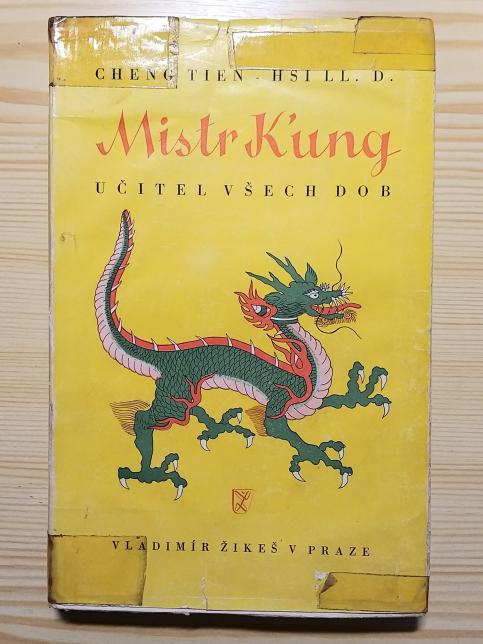 CHENG TIEN - HSI LL. D.
Mistr K'ung
UČITEL VŠECH DOB
VLADIMÍR ŽIKEŠ V PRAZE